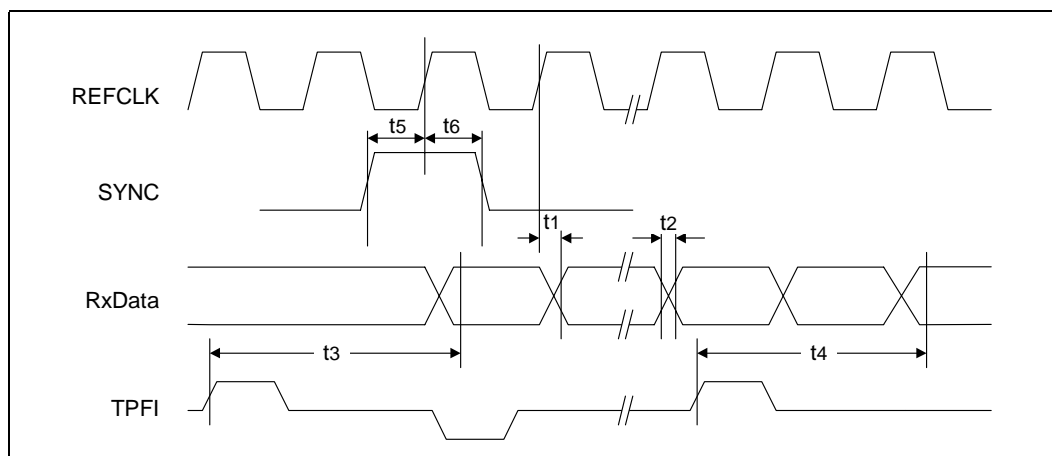 REFCLK
t5 t6
SYNC
t1 t2
RxData
t3 t4
TPFI